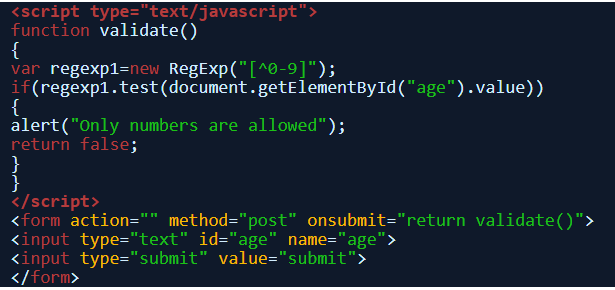 <script type="text/javascript">
function validate()
{
var regexp1=new RegExp("[^0-9]");
if(regexp1.test(document.getElementById("age").value))
{
alert("Only numbers are allowed");
return false;
}
}
</script>
<form action="" method="post" onsubmit="return validate()">
<input type="text" id="age" name="age">
<input type="submit" value="submit">
</form>